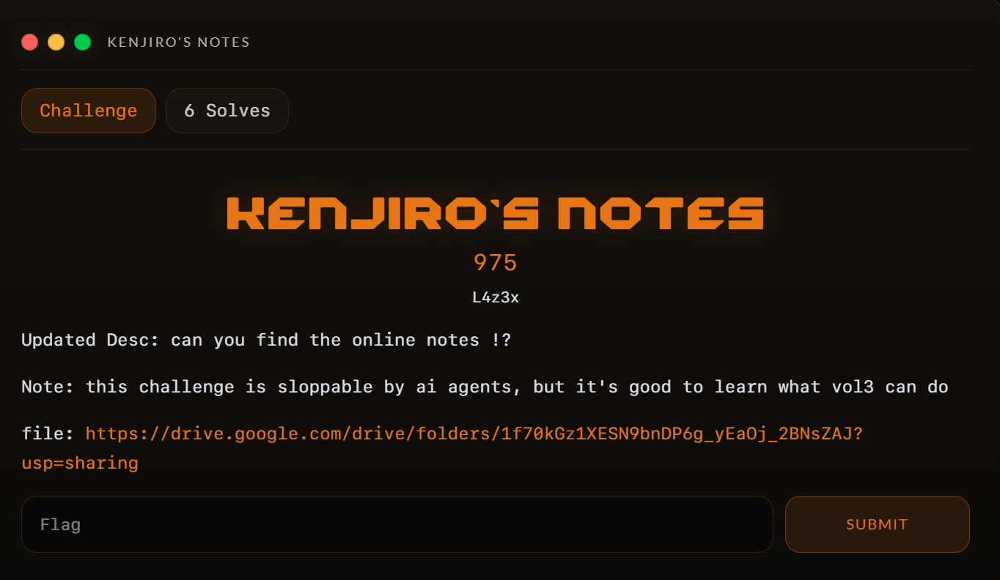 KENJIRO'S NOTES
Challenge
6 Solves
KENJIRO`S NOTES
975
L4z3x
Updated Desc: can you find the online notes !?
Note: this challenge is sloppable by ai agents, but it's good to learn what vol3 can do
file: https://drive.google.com/drive/folders/1f70kGz1XESN9bnDP6g_yEaOj_2BNsZAJ?
usp=sharing
Flag
SUBMIT